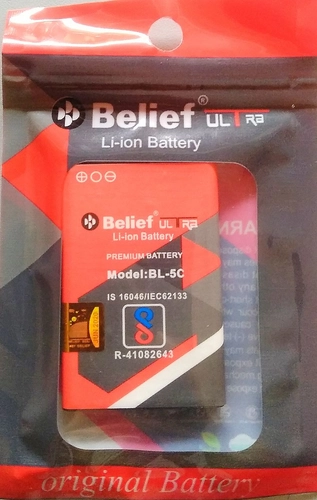 Belief® ULTRA
Li-ion Battery
Belief® ULTRA
Li-ion Battery
PREMIUM BATTERY
Model:BL-5C
IS 16046/IEC62133
R-41082643
original Battery